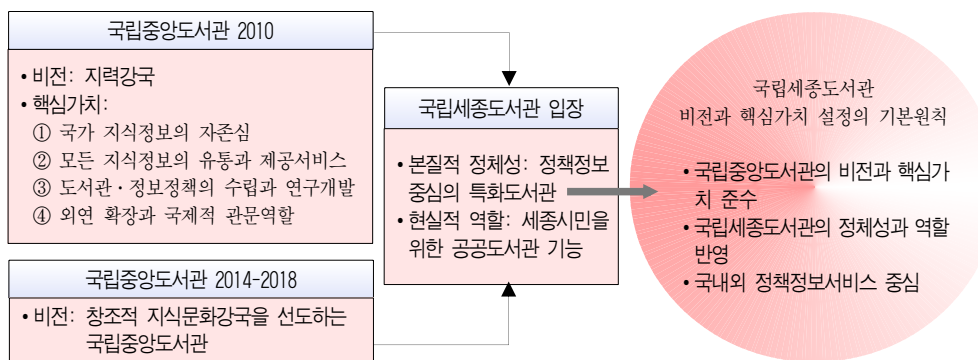 국립중앙도서관 2010
• 비전: 지력강국
• 핵심가치:
① 국가 지식정보의 자존심
② 모든 지식정보의 유통과 제공서비스
③ 도서관·정보정책의 수립과 연구개발
④ 외연 확장과 국제적 관문역할
국립중앙도서관 2014-2018
• 비전: 창조적 지식문화강국을 선도하는
국립중앙도서관
국립세종도서관 입장
• 본질적 정체성: 정책정보
중심의 특화도서관
• 현실적 역할: 세종시민을
위한 공공도서관 기능
국립세종도서관
비전과 핵심가치 설정의 기본원칙
• 국립중앙도서관의 비전과 핵심가
치 준수
• 국립세종도서관의 정체성과 역할
반영
• 국내외 정책정보서비스 중심